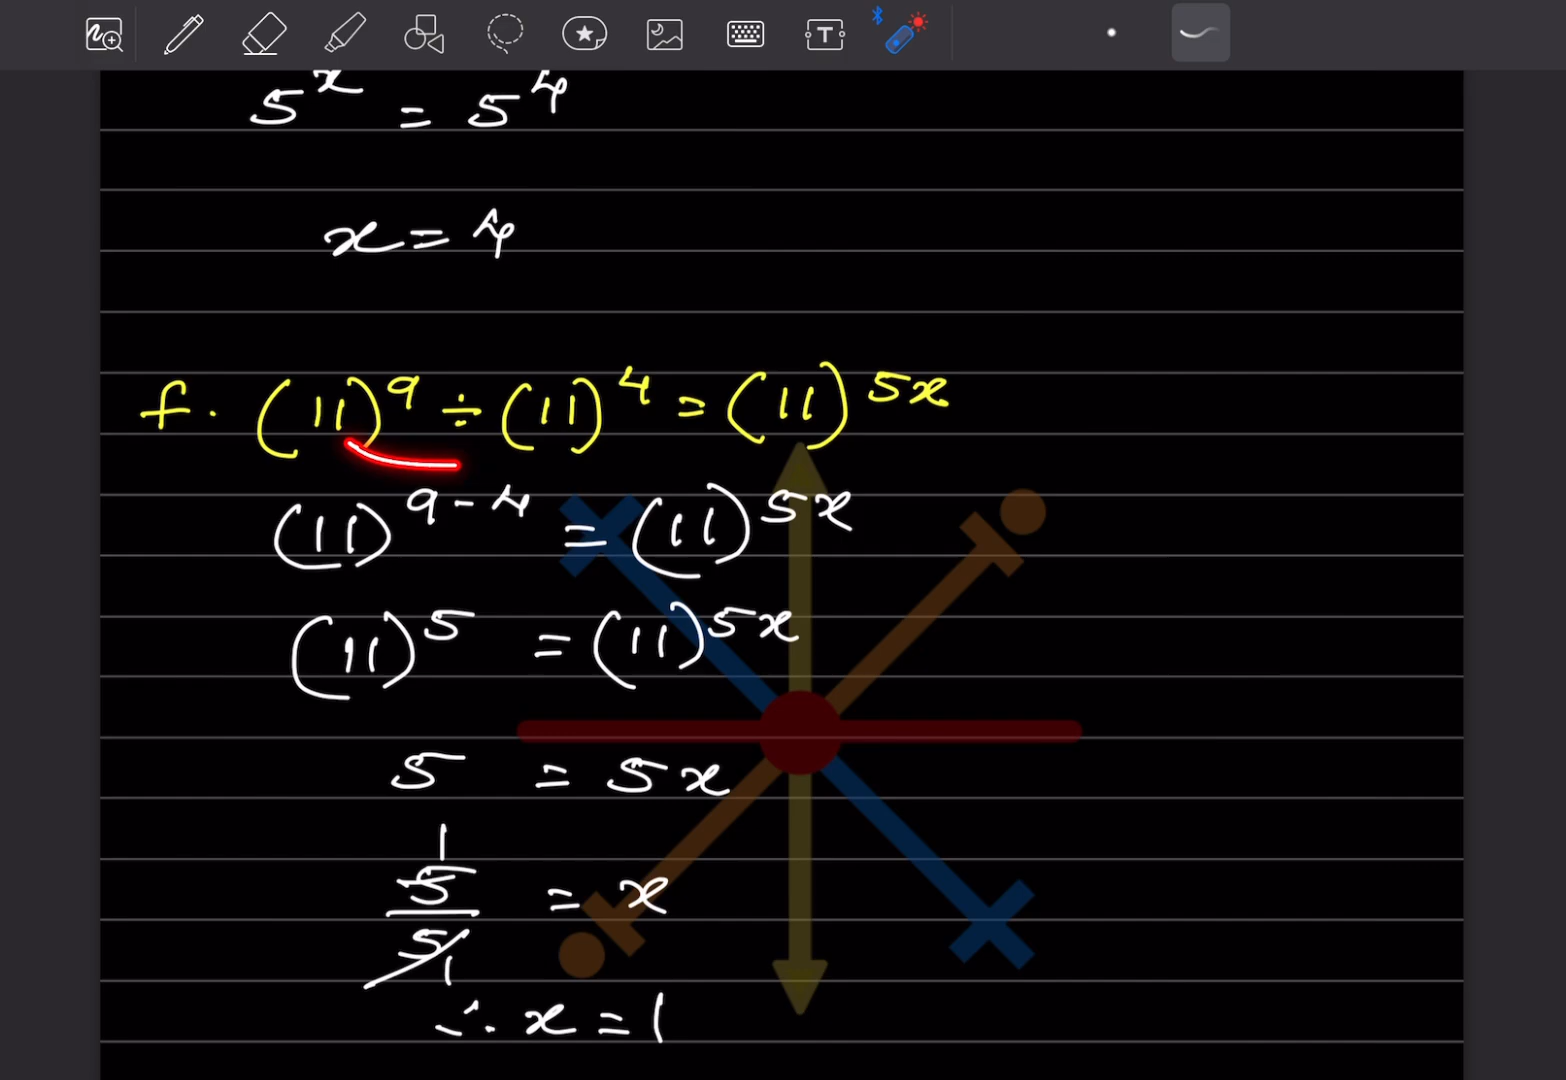 5^x = 5^4
x = 4
f. (11)^9 ÷ (11)^4 = (11)^5x
(11)^9-4 = (11)^5x
(11)^5 = (11)^5x
5 = 5x
1
5/5 = x
1
∴ x = 1